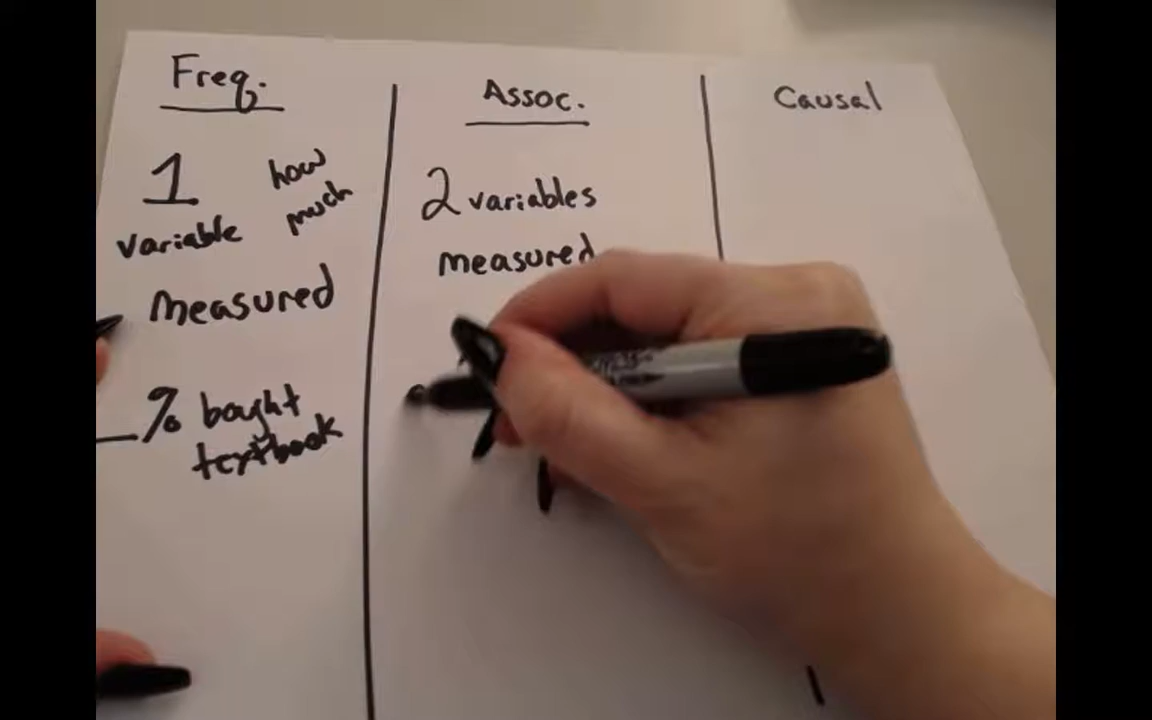 Freq.
1 how
much
variable
measured
_% bought
textbook
Assoc.
2 variables
measured
Causal